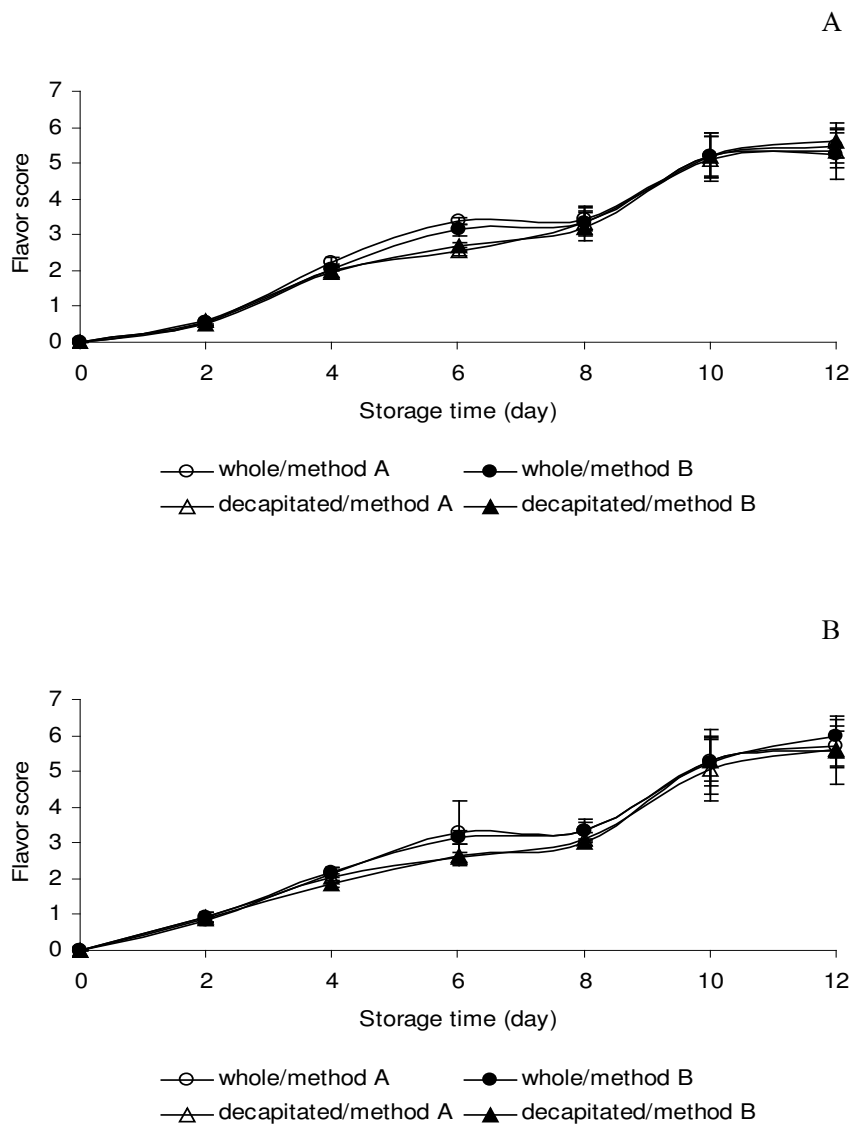 A
7
6
5
4
3
2
1
0
Flavor score
0 2 4 6 8 10 12
Storage time (day)
whole/method A whole/method B
decapitated/method A decapitated/method B
B
7
6
5
4
3
2
1
0
Flavor score
0 2 4 6 8 10 12
Storage time (day)
whole/method A whole/method B
decapitated/method A decapitated/method B